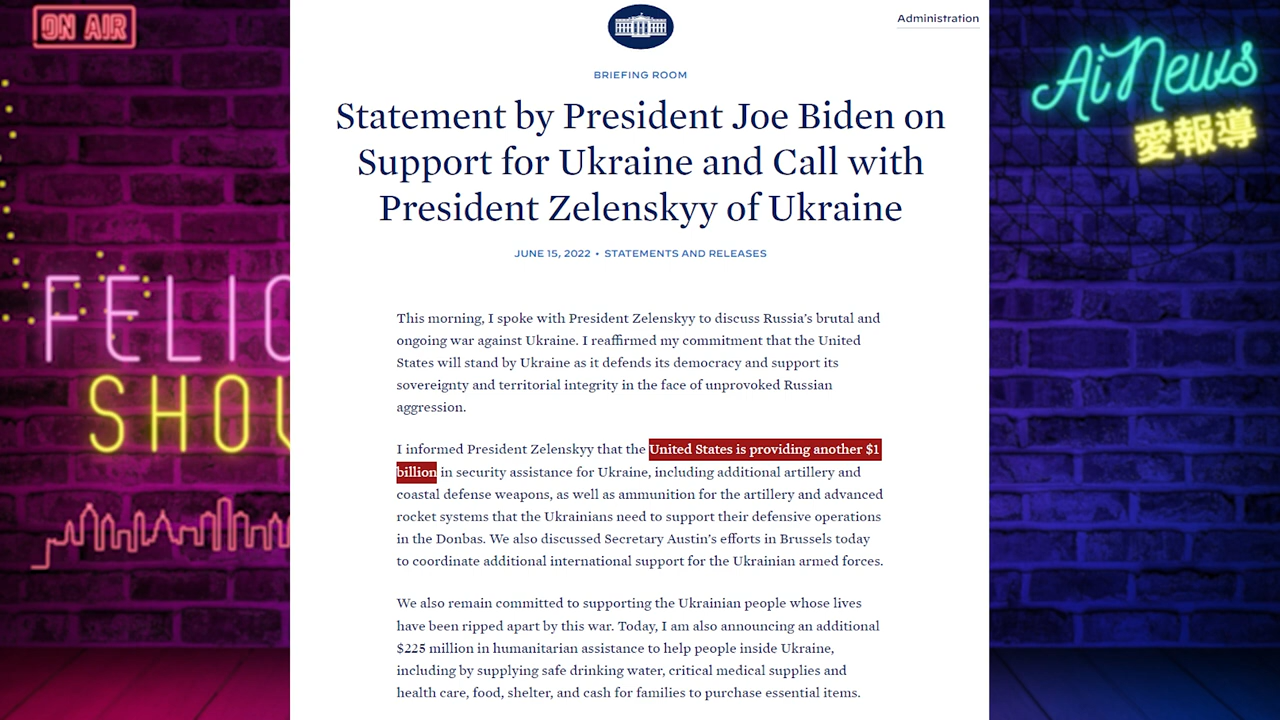 ON AIR
Administration
Ai News
愛報導
BRIEFING ROOM
Statement by President Joe Biden on
Support for Ukraine and Call with
President Zelenskyy of Ukraine
JUNE 15, 2022 • STATEMENTS AND RELEASES
FELIC
SHOW
This morning, I spoke with President Zelenskyy to discuss Russia's brutal and
ongoing war against Ukraine. I reaffirmed my commitment that the United
States will stand by Ukraine as it defends its democracy and support its
sovereignty and territorial integrity in the face of unprovoked Russian
aggression.
I informed President Zelenskyy that the United States is providing another $1
billion in security assistance for Ukraine, including additional artillery and
coastal defense weapons, as well as ammunition for the artillery and advanced
rocket systems that the Ukrainians need to support their defensive operations
in the Donbas. We also discussed Secretary Austin's efforts in Brussels today
to coordinate additional international support for the Ukrainian armed forces.
We also remain committed to supporting the Ukrainian people whose lives
have been ripped apart by this war. Today, I am also announcing an additional
$225 million in humanitarian assistance to help people inside Ukraine,
including by supplying safe drinking water, critical medical supplies and
health care, food, shelter, and cash for families to purchase essential items.